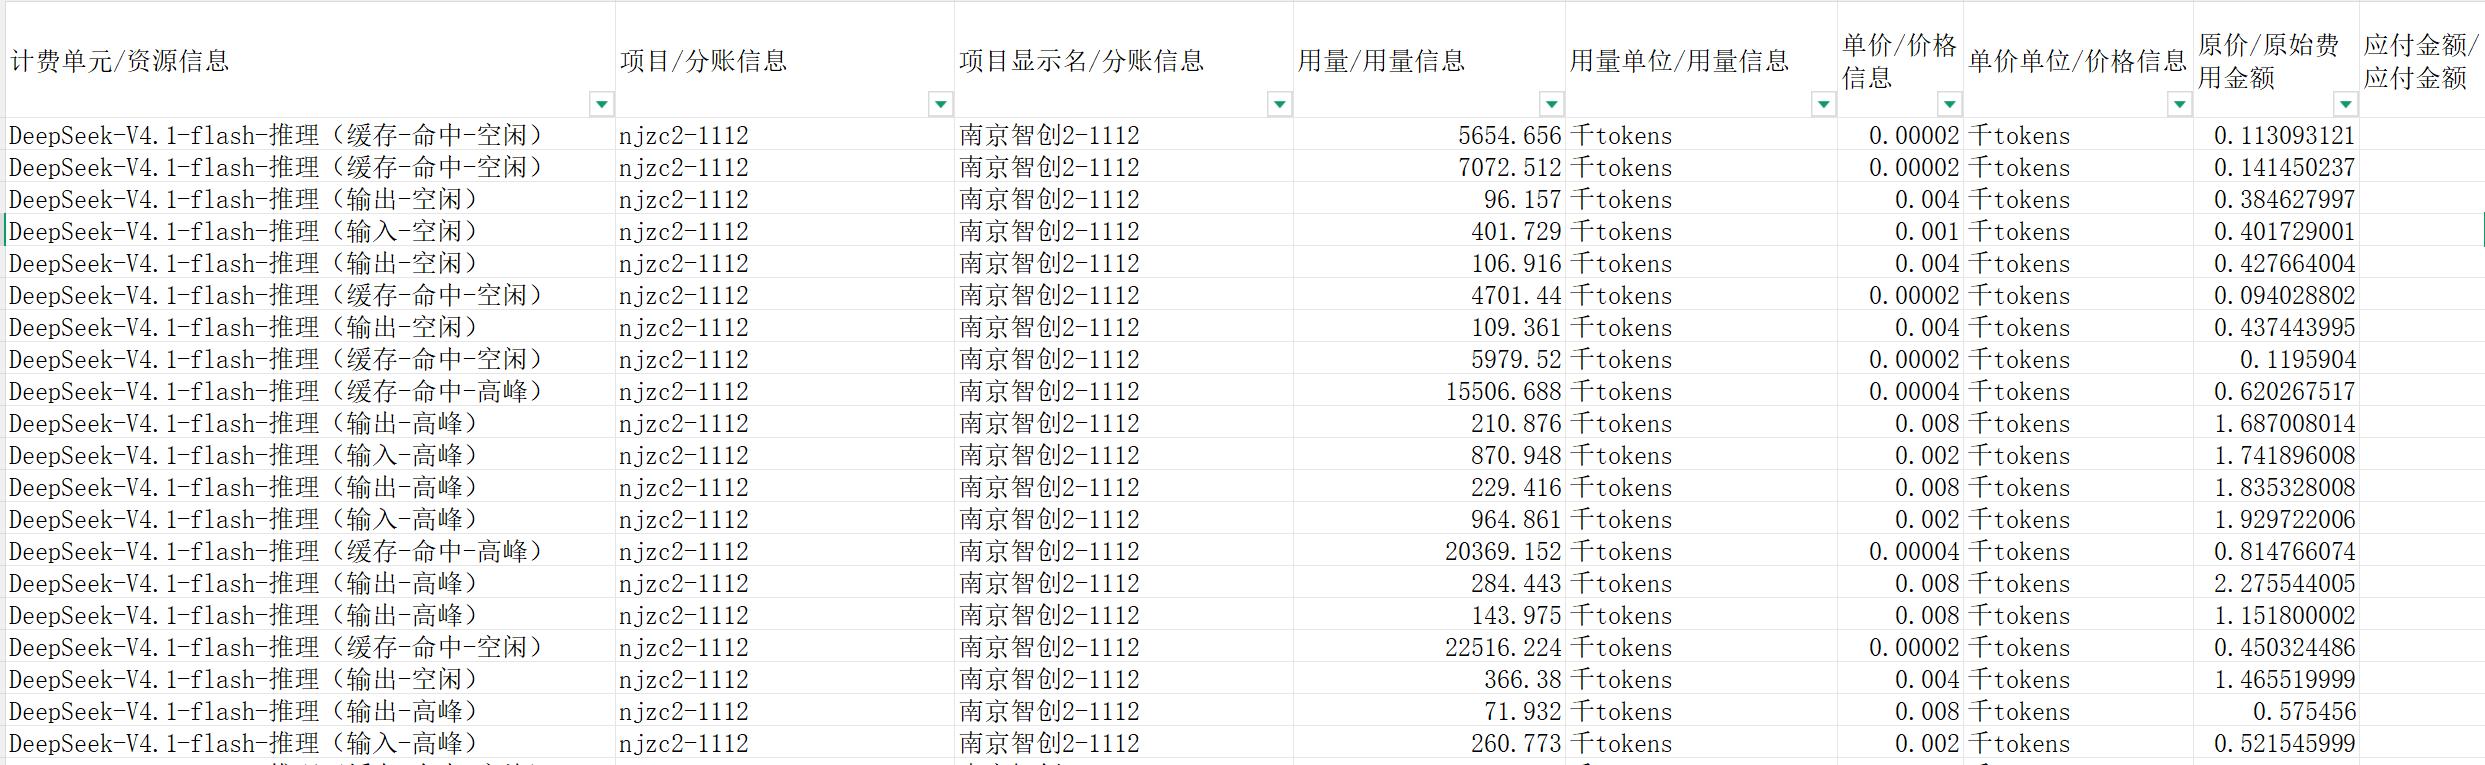 计费单元/资源信息 项目/分账信息 项目显示名/分账信息 用量/用量信息 用量单位/用量信息 单价/价格信息 单价单位/价格信息 原价/原始费用金额 应付金额/应付金额
DeepSeek-V4.1-flash-推理（缓存-命中-空闲） njzc2-1112 南京智创2-1112 5654.656 千tokens 0.00002 千tokens 0.113093121
DeepSeek-V4.1-flash-推理（缓存-命中-空闲） njzc2-1112 南京智创2-1112 7072.512 千tokens 0.00002 千tokens 0.141450237
DeepSeek-V4.1-flash-推理（输出-空闲） njzc2-1112 南京智创2-1112 96.157 千tokens 0.004 千tokens 0.384627997
DeepSeek-V4.1-flash-推理（输入-空闲） njzc2-1112 南京智创2-1112 401.729 千tokens 0.001 千tokens 0.401729001
DeepSeek-V4.1-flash-推理（输出-空闲） njzc2-1112 南京智创2-1112 106.916 千tokens 0.004 千tokens 0.427664004
DeepSeek-V4.1-flash-推理（缓存-命中-空闲） njzc2-1112 南京智创2-1112 4701.44 千tokens 0.00002 千tokens 0.094028802
DeepSeek-V4.1-flash-推理（输出-空闲） njzc2-1112 南京智创2-1112 109.361 千tokens 0.004 千tokens 0.437443995
DeepSeek-V4.1-flash-推理（缓存-命中-空闲） njzc2-1112 南京智创2-1112 5979.52 千tokens 0.00002 千tokens 0.1195904
DeepSeek-V4.1-flash-推理（缓存-命中-高峰） njzc2-1112 南京智创2-1112 15506.688 千tokens 0.00004 千tokens 0.620267517
DeepSeek-V4.1-flash-推理（输出-高峰） njzc2-1112 南京智创2-1112 210.876 千tokens 0.008 千tokens 1.687008014
DeepSeek-V4.1-flash-推理（输入-高峰） njzc2-1112 南京智创2-1112 870.948 千tokens 0.002 千tokens 1.741896008
DeepSeek-V4.1-flash-推理（输出-高峰） njzc2-1112 南京智创2-1112 229.416 千tokens 0.008 千tokens 1.835328008
DeepSeek-V4.1-flash-推理（输入-高峰） njzc2-1112 南京智创2-1112 964.861 千tokens 0.002 千tokens 1.929722006
DeepSeek-V4.1-flash-推理（缓存-命中-高峰） njzc2-1112 南京智创2-1112 20369.152 千tokens 0.00004 千tokens 0.814766074
DeepSeek-V4.1-flash-推理（输出-高峰） njzc2-1112 南京智创2-1112 284.443 千tokens 0.008 千tokens 2.275544005
DeepSeek-V4.1-flash-推理（输出-高峰） njzc2-1112 南京智创2-1112 143.975 千tokens 0.008 千tokens 1.151800002
DeepSeek-V4.1-flash-推理（缓存-命中-空闲） njzc2-1112 南京智创2-1112 22516.224 千tokens 0.00002 千tokens 0.450324486
DeepSeek-V4.1-flash-推理（输出-空闲） njzc2-1112 南京智创2-1112 366.38 千tokens 0.004 千tokens 1.465519999
DeepSeek-V4.1-flash-推理（输出-高峰） njzc2-1112 南京智创2-1112 71.932 千tokens 0.008 千tokens 0.575456
DeepSeek-V4.1-flash-推理（输入-高峰） njzc2-1112 南京智创2-1112 260.773 千tokens 0.002 千tokens 0.521545999